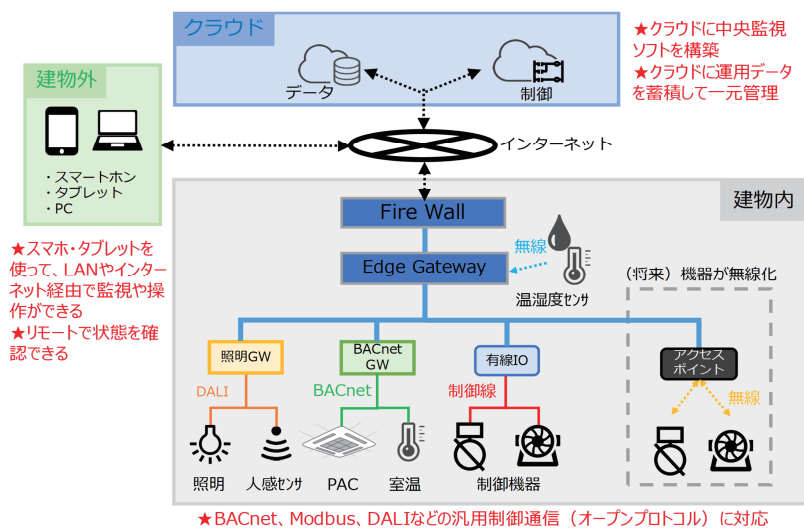 クラウド
データ
制御
★クラウドに中央監視
ソフトを構築
★クラウドに運用データ
を蓄積して一元管理
建物外
・スマートホン
・タブレット
・PC
インターネット
★スマホ・タブレットを
使って、LANやインター
ネット経由で監視や操
作ができる
★リモートで状態を確
認できる
建物内
Fire Wall
Edge Gateway
無線
温湿度ｾﾝｻ
（将来）機器が無線化
照明GW
BACnet
GW
有線IO
アクセス
ポイント
DALI
BACnet
制御線
無線
照明
人感ｾﾝｻ
PAC
室温
制御機器
★BACnet、Modbus、DALIなどの汎用制御通信（オープンプロトコル）に対応